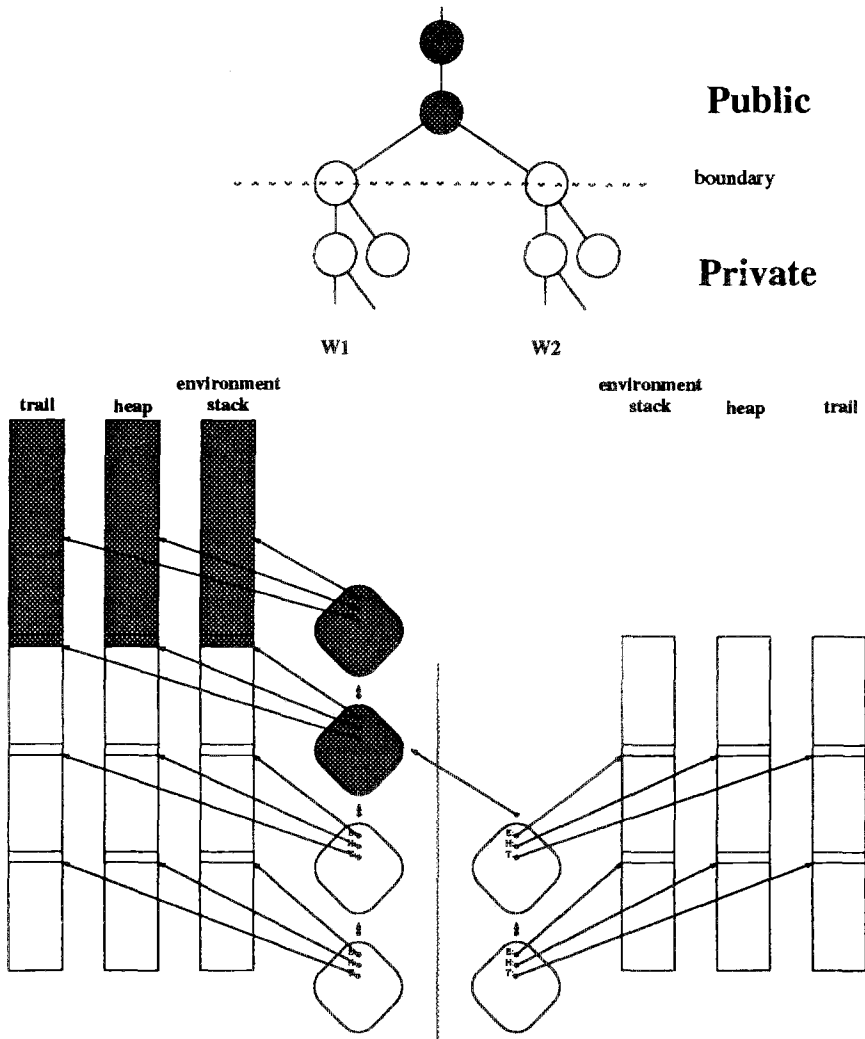 Public
boundary
Private
W1 W2
environment environment
trail heap stack stack heap trail
E:
H:
T:
E:
H:
T:
E:
H:
T: